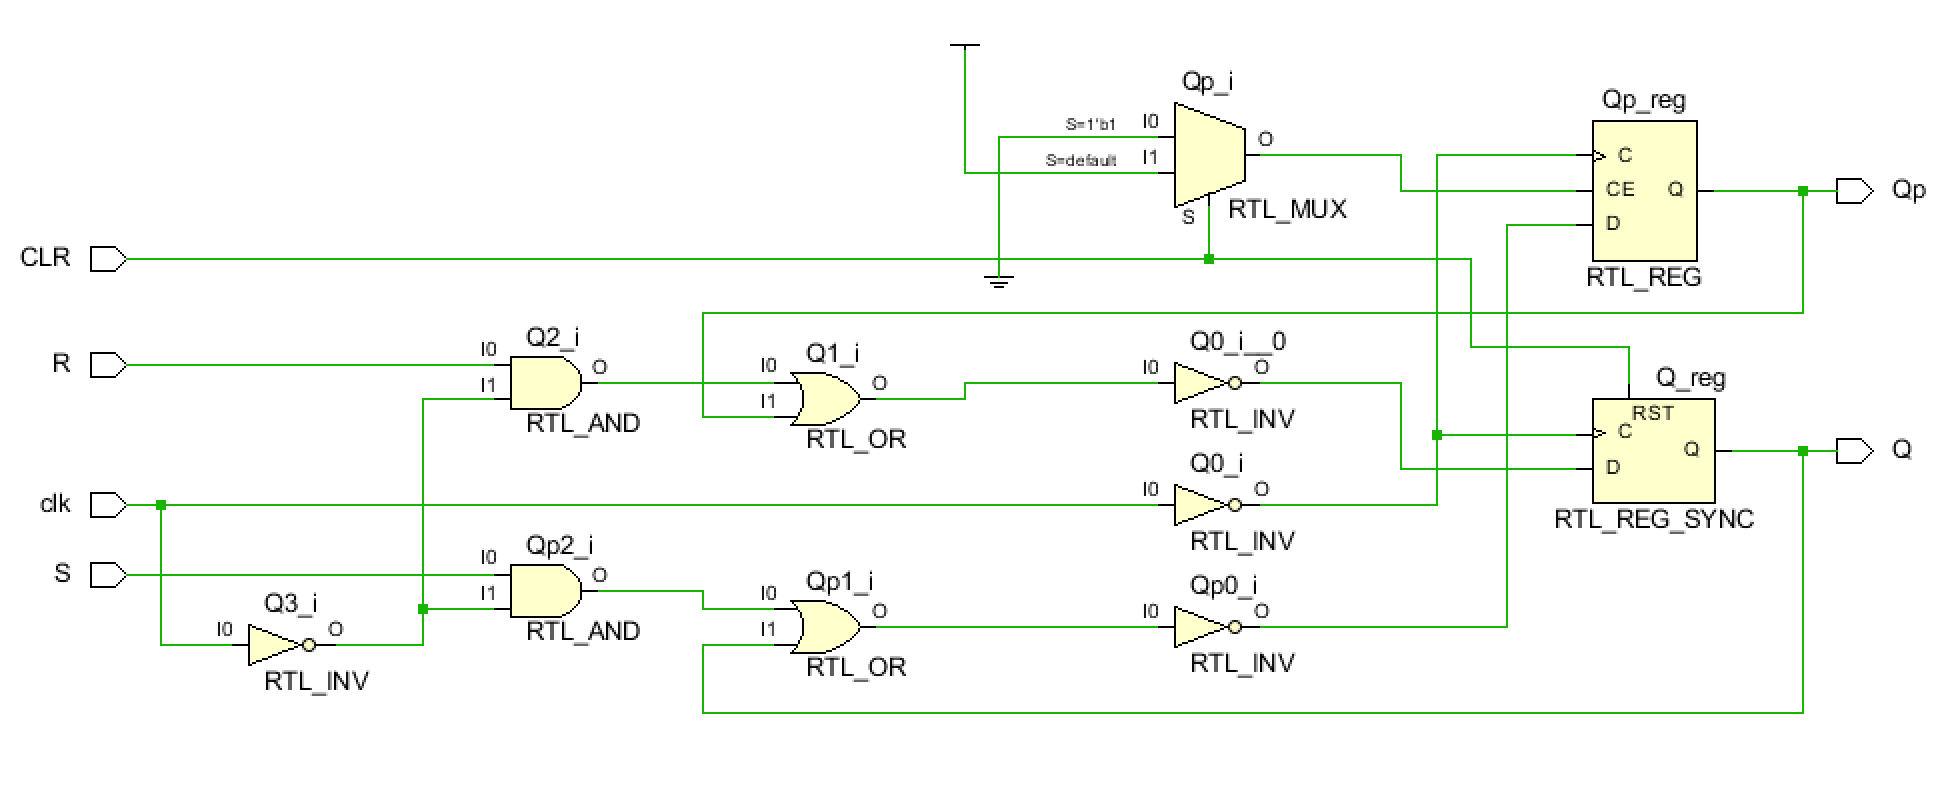 Qp_i
S=1'b1 I0
O
S=default I1
S
RTL_MUX
Qp_reg
C
CE Q
D
RTL_REG
Qp
CLR
R
Q2_i
I0
O
I1
RTL_AND
Q1_i
I0
O
I1
RTL_OR
Q0_i__0
I0 O
RTL_INV
Q_reg
RST
C
Q
D
RTL_REG_SYNC
Q
clk
Q0_i
I0 O
RTL_INV
S
Qp2_i
I0
O
I1
RTL_AND
Q3_i
I0 O
RTL_INV
Qp1_i
I0
O
I1
RTL_OR
Qp0_i
I0 O
RTL_INV